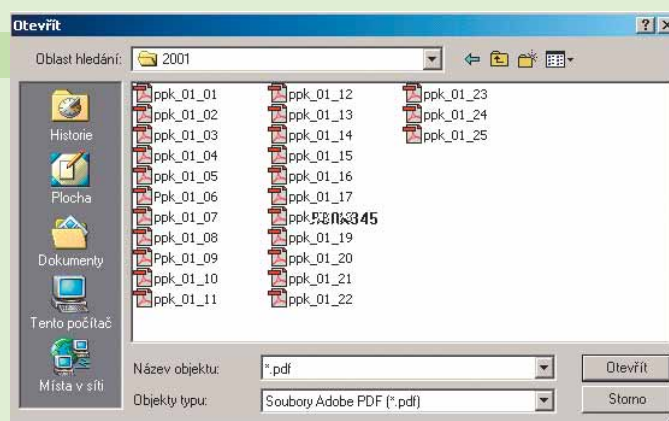 Otevřít
Oblast hledání: 2001
Historie
Plocha
Dokumenty
Tento počítač
Místa v síti
ppk_01_01
ppk_01_02
ppk_01_03
ppk_01_04
ppk_01_05
Ppk_01_06
Ppk_01_07
ppk_01_08
Ppk_01_09
ppk_01_10
ppk_01_11
ppk_01_12
ppk_01_13
ppk_01_14
ppk_01_15
ppk_01_16
ppk_01_17
ppk
ppk_01_19
ppk_01_20
ppk_01_21
ppk_01_22
ppk_01_23
ppk_01_24
ppk_01_25
Název objektu: *.pdf
Otevřít
Objekty typu: Soubory Adobe PDF (*.pdf)
Storno